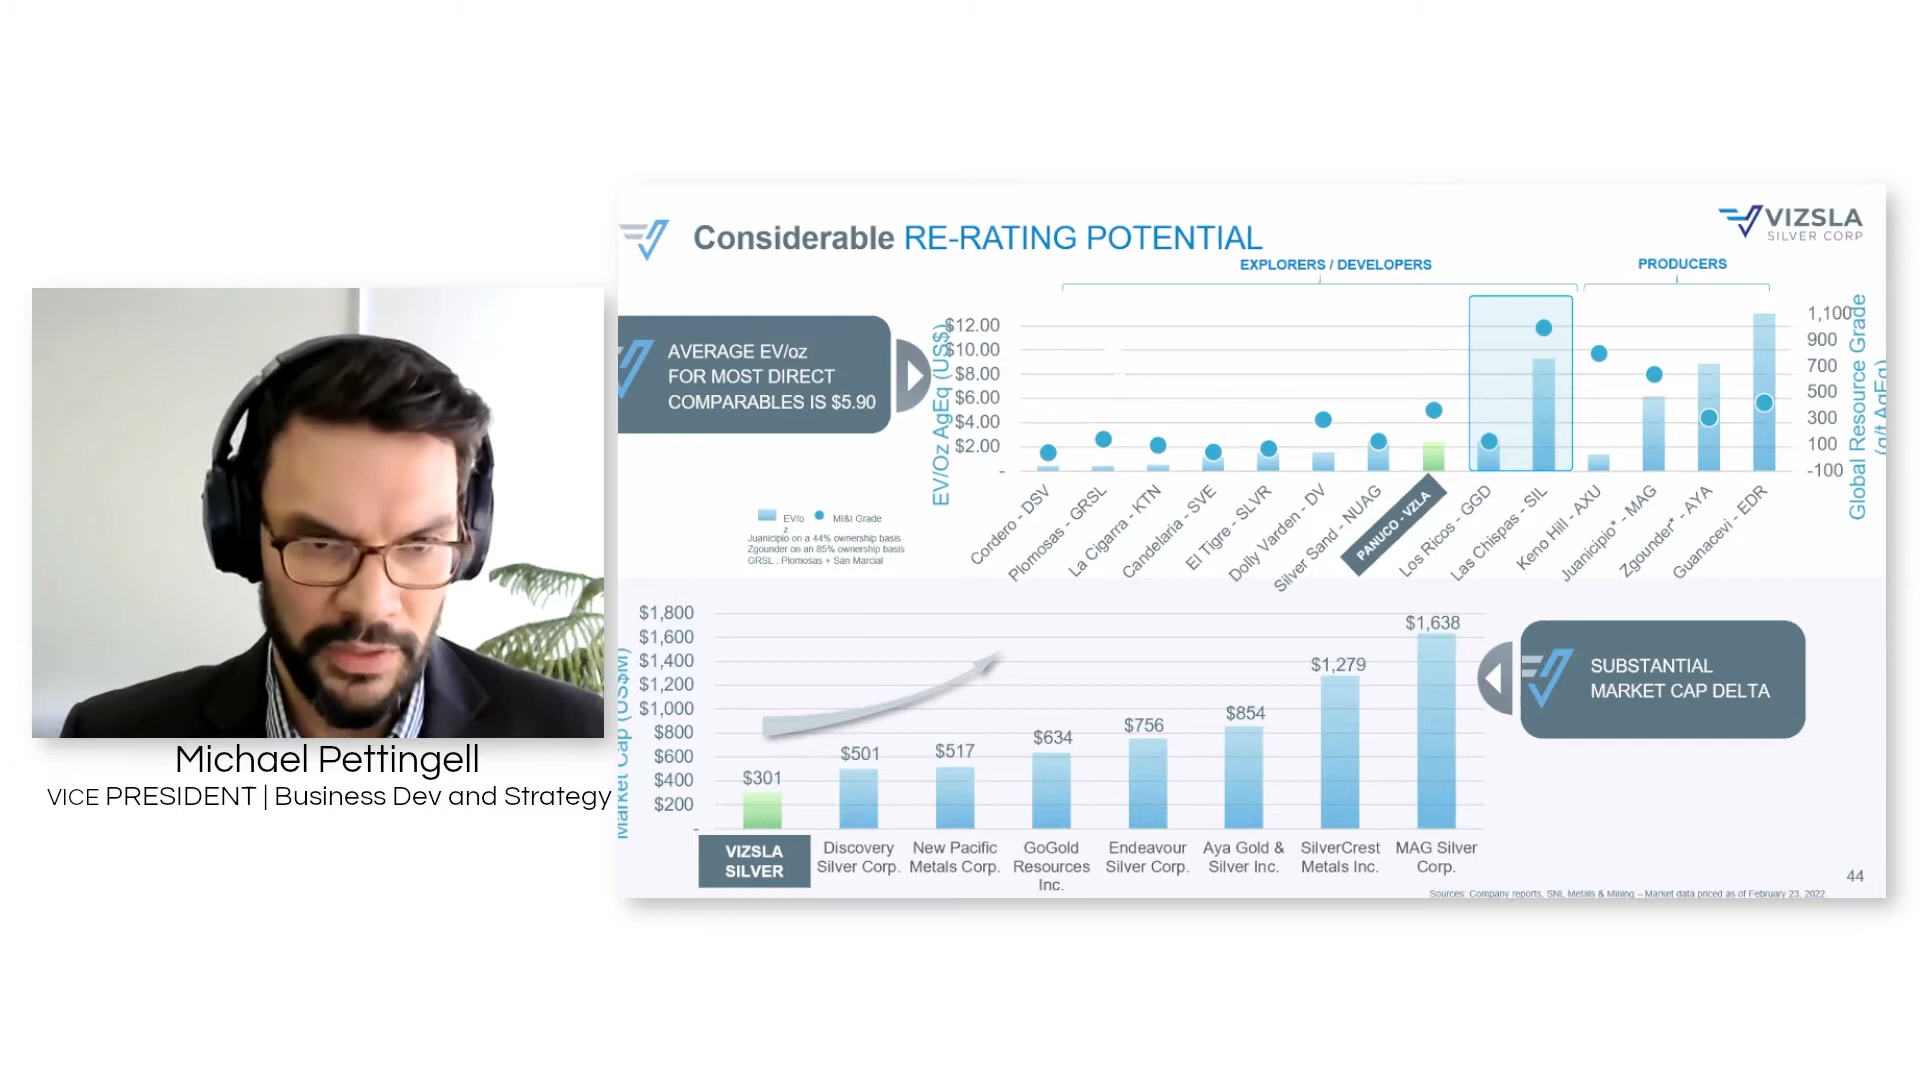 Considerable RE-RATING POTENTIAL
VIZSLA
SILVER CORP
EXPLORERS / DEVELOPERS
PRODUCERS
AVERAGE EV/oz
FOR MOST DIRECT
COMPARABLES IS $5.90
EV/Oz AgEq (US$)
$12.00
$10.00
$8.00
$6.00
$4.00
$2.00
-
1,100
900
700
500
300
100
-100
Global Resource Grade
(g/t AgEq)
Cordero - DSV
Plomosas - GRSL
La Cigarra - KTN
Candelaria - SVE
El Tigre - SLVR
Dolly Varden - DV
Silver Sand - NUAG
PANUCO - VZLA
Los Ricos - GGD
Las Chispas - SIL
Keno Hill - AXU
Juanicipio* - MAG
Zgounder* - AYA
Guanacevi - EDR
EV/o
z
MI&I Grade
Juanicipio on a 44% ownership basis
Zgounder on an 85% ownership basis
GRSL . Plomosas + San Marcial
Market Cap (US$M)
$1,800
$1,600
$1,400
$1,200
$1,000
$800
$600
$400
$200
-
$301
$501
$517
$634
$756
$854
$1,279
$1,638
VIZSLA
SILVER
Discovery
Silver Corp.
New Pacific
Metals Corp.
GoGold
Resources
Inc.
Endeavour
Silver Corp.
Aya Gold &
Silver Inc.
SilverCrest
Metals Inc.
MAG Silver
Corp.
SUBSTANTIAL
MARKET CAP DELTA
44
Sources: Company reports, SNL Metals & Mining – Market data priced as of February 23, 2022
Michael Pettingell
VICE PRESIDENT | Business Dev and Strategy